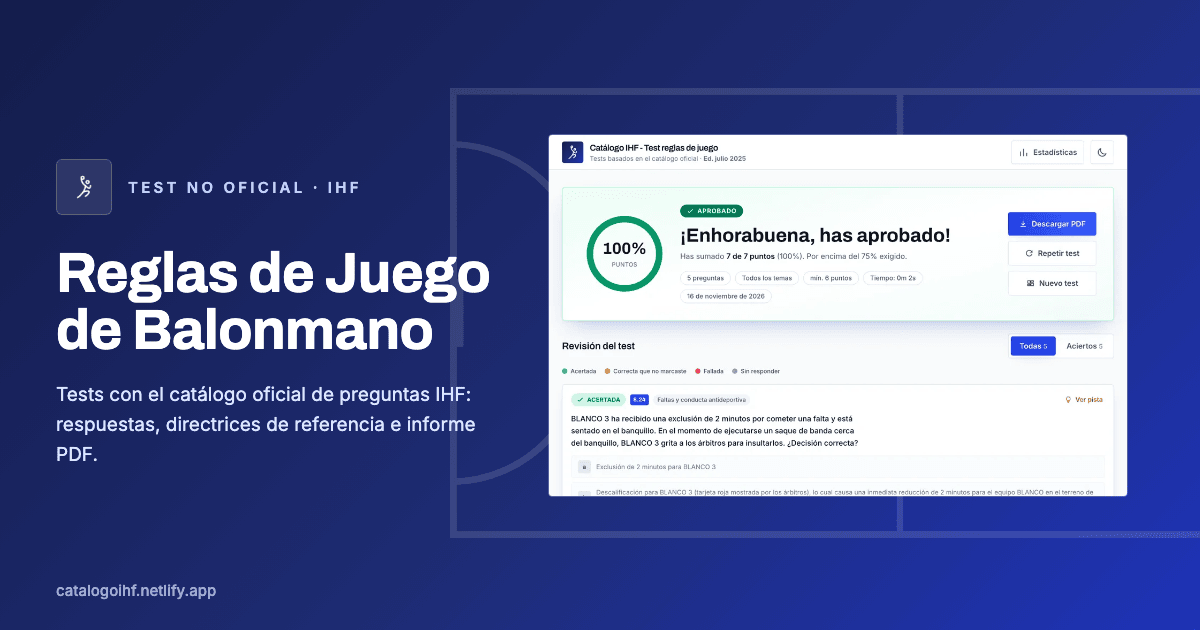 TEST NO OFICIAL · IHF
Reglas de Juego
de Balonmano
Tests con el catálogo oficial de preguntas IHF:
respuestas, directrices de referencia e informe
PDF.
catalogoihf.netlify.app
Catálogo IHF - Test reglas de juego
Tests basados en el catálogo oficial · Ed. julio 2025
Estadísticas
APROBADO
100%
PUNTOS
¡Enhorabuena, has aprobado!
Has sumado 7 de 7 puntos (100%). Por encima del 75% exigido.
5 preguntas
Todos los temas
mín. 6 puntos
Tiempo: 0m 2s
16 de noviembre de 2026
Descargar PDF
Repetir test
Nuevo test
Revisión del test
Todas 5
Aciertos 5
Acertada
Correcta que no marcaste
Fallada
Sin responder
ACERTADA
8.24
Faltas y conducta antideportiva
Ver pista
BLANCO 3 ha recibido una exclusión de 2 minutos por cometer una falta y está
sentado en el banquillo. En el momento de ejecutarse un saque de banda cerca
del banquillo, BLANCO 3 grita a los árbitros para insultarlos. ¿Decisión correcta?
a
Exclusión de 2 minutos para BLANCO 3
Descalificación para BLANCO 3 (tarjeta roja mostrada por los árbitros), lo cual causa una inmediata reducción de 2 minutos para el equipo BLANCO en el terreno de